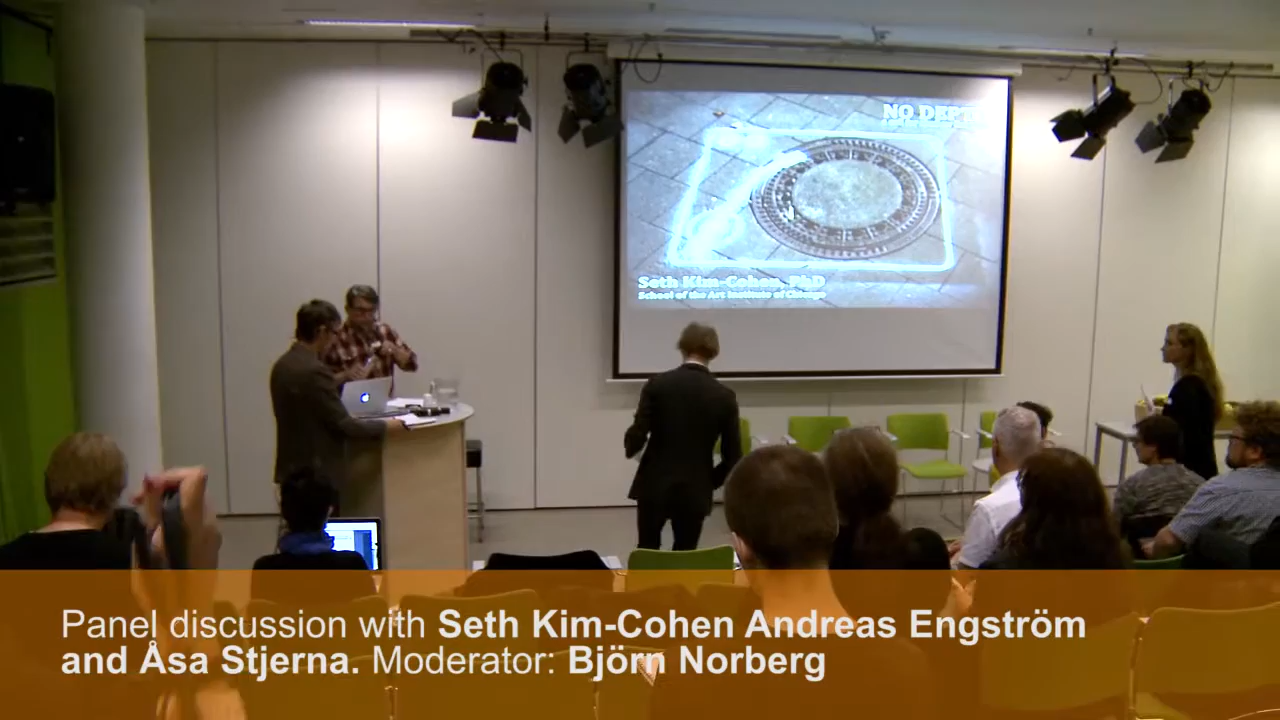 NO DEPTH
Seth Kim-Cohen, PhD
School of the Art Institute of Chicago
Panel discussion with Seth Kim-Cohen Andreas Engström
and Åsa Stjerna. Moderator: Björn Norberg